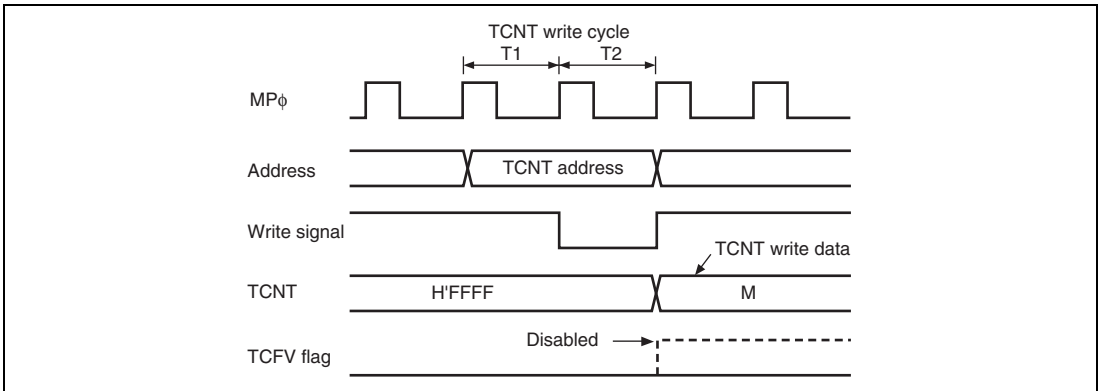 TCNT write cycle
T1 T2
MPϕ
Address TCNT address
Write signal
TCNT write data
TCNT H'FFFF M
Disabled
TCFV flag